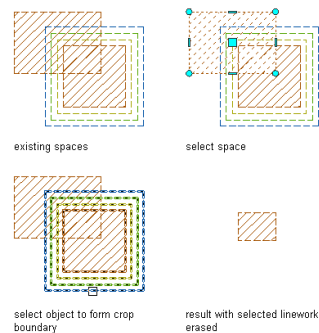 existing spaces
select space
select object to form crop
boundary
result with selected linework
erased